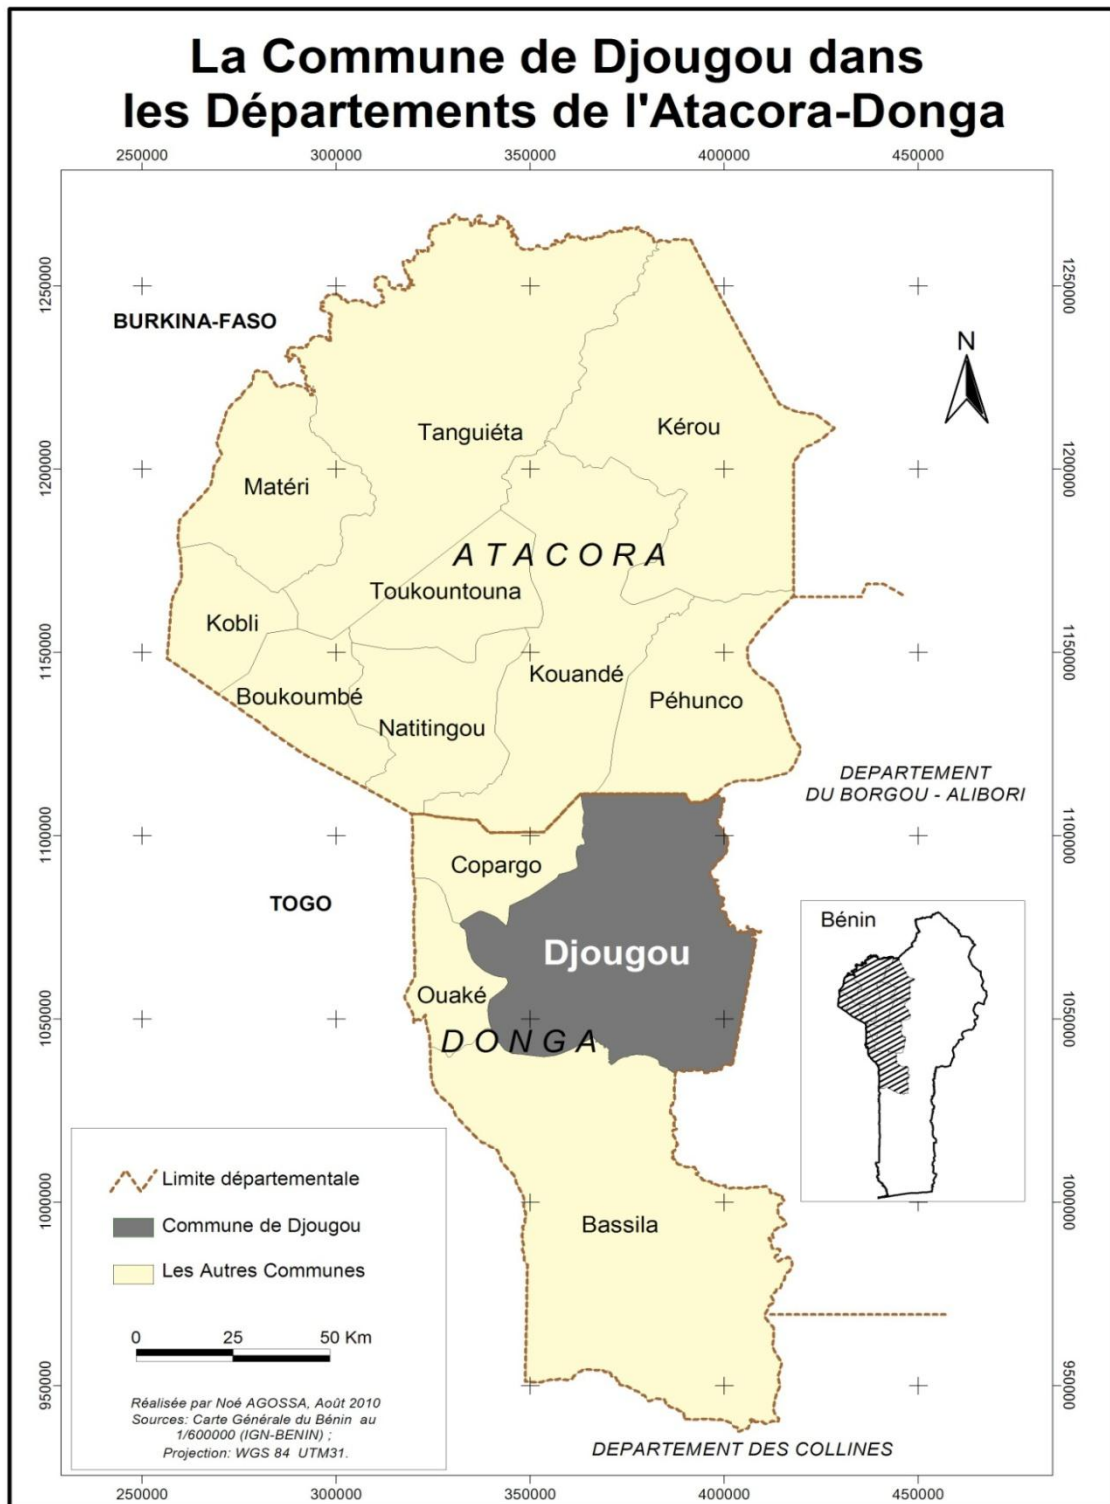 La Commune de Djougou dans
les Départements de l'Atacora-Donga
250000 300000 350000 400000 450000
1250000 1250000
BURKINA-FASO
N
Tanguiéta
Kérou
1200000 1200000
Matéri
ATACORA
Toukountouna
Kobli
1150000 1150000
Kouandé
Boukoumbé
Péhunco
Natitingou
DEPARTEMENT
DU BORGOU - ALIBORI
1100000 1100000
Copargo
TOGO
Bénin
Djougou
Ouaké
1050000 1050000
DONGA
Limite départementale
Commune de Djougou
Les Autres Communes
1000000 1000000
Bassila
0 25 50 Km
950000 950000
Réalisée par Noé AGOSSA, Août 2010
Sources: Carte Générale du Bénin au
1/600000 (IGN-BENIN) ;
Projection: WGS 84 UTM31.
DEPARTEMENT DES COLLINES
250000 300000 350000 400000 450000